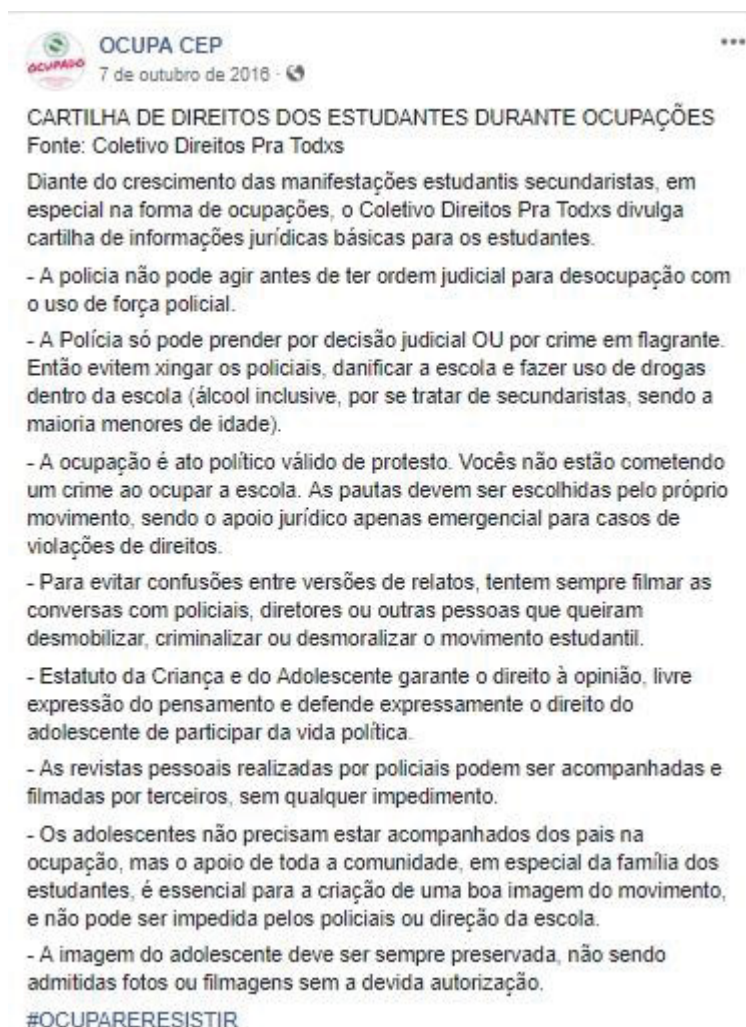 OCUPADO
OCUPA CEP
7 de outubro de 2016 ·
CARTILHA DE DIREITOS DOS ESTUDANTES DURANTE OCUPAÇÕES
Fonte: Coletivo Direitos Pra Todxs
Diante do crescimento das manifestações estudantis secundaristas, em
especial na forma de ocupações, o Coletivo Direitos Pra Todxs divulga
cartilha de informações jurídicas básicas para os estudantes.
- A policia não pode agir antes de ter ordem judicial para desocupação com
o uso de força policial.
- A Polícia só pode prender por decisão judicial OU por crime em flagrante.
Então evitem xingar os policiais, danificar a escola e fazer uso de drogas
dentro da escola (álcool inclusive, por se tratar de secundaristas, sendo a
maioria menores de idade).
- A ocupação é ato político válido de protesto. Vocês não estão cometendo
um crime ao ocupar a escola. As pautas devem ser escolhidas pelo próprio
movimento, sendo o apoio jurídico apenas emergencial para casos de
violações de direitos.
- Para evitar confusões entre versões de relatos, tentem sempre filmar as
conversas com policiais, diretores ou outras pessoas que queiram
desmobilizar, criminalizar ou desmoralizar o movimento estudantil.
- Estatuto da Criança e do Adolescente garante o direito à opinião, livre
expressão do pensamento e defende expressamente o direito do
adolescente de participar da vida política.
- As revistas pessoais realizadas por policiais podem ser acompanhadas e
filmadas por terceiros, sem qualquer impedimento.
- Os adolescentes não precisam estar acompanhados dos pais na
ocupação, mas o apoio de toda a comunidade, em especial da família dos
estudantes, é essencial para a criação de uma boa imagem do movimento,
e não pode ser impedida pelos policiais ou direção da escola.
- A imagem do adolescente deve ser sempre preservada, não sendo
admitidas fotos ou filmagens sem a devida autorização.
#OCUPARERESISTIR